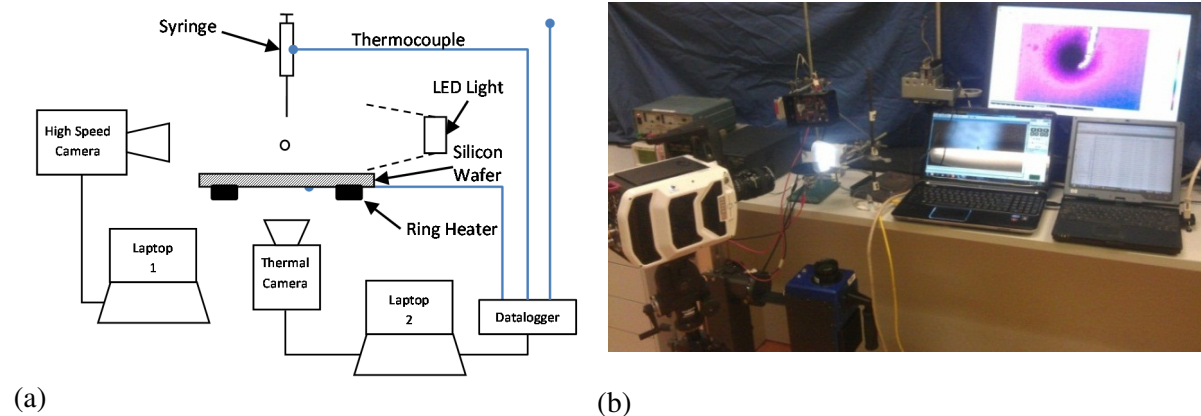 Syringe
Thermocouple
LED Light
High Speed
Camera
Silicon
Wafer
Ring Heater
Laptop
1
Thermal
Camera
Laptop
2
Datalogger
(a)
(b)